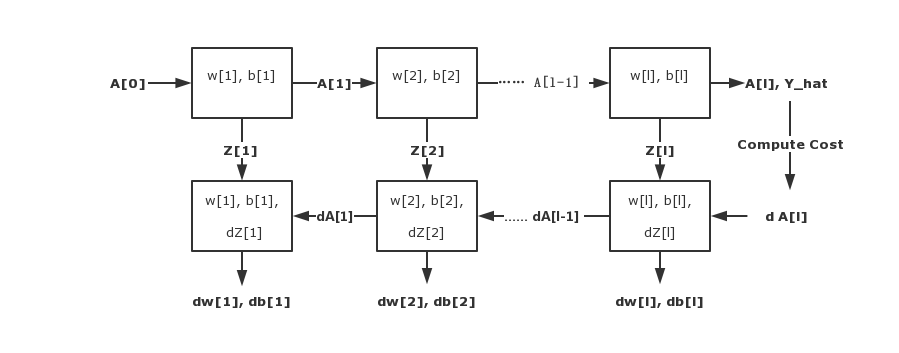 A[0]
w[1], b[1]
A[1]
w[2], b[2]
...... A[l-1]
w[l], b[l]
A[l], Y_hat
Z[1]
Z[2]
Z[l]
Compute Cost
w[1], b[1],
dZ[1]
dA[1]
w[2], b[2],
dZ[2]
...... dA[l-1]
w[l], b[l],
dZ[l]
d A[l]
dw[1], db[1]
dw[2], db[2]
dw[l], db[l]